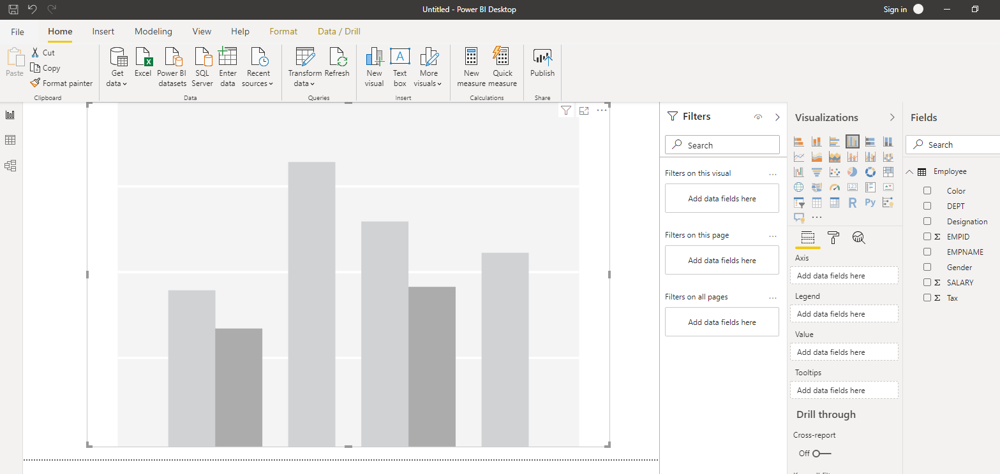 Untitled - Power BI Desktop
Sign in
File Home Insert Modeling View Help Format Data / Drill
Paste
Cut
Copy
Format painter
Clipboard
Get data
Excel
Power BI datasets
SQL Server
Enter data
Recent sources
Data
Transform data
Refresh
Queries
New visual
A
Text box
More visuals
Insert
New measure
Quick measure
Calculations
Publish
Share
Filters
Search
Filters on this visual ...
Add data fields here
Filters on this page ...
Add data fields here
Filters on all pages ...
Add data fields here
Visualizations
123
R Py
Axis
Add data fields here
Legend
Add data fields here
Value
Add data fields here
Tooltips
Add data fields here
Drill through
Cross-report
Off
Fields
Search
Employee
Color
DEPT
Designation
Σ EMPID
EMPNAME
Gender
Σ SALARY
Σ Tax